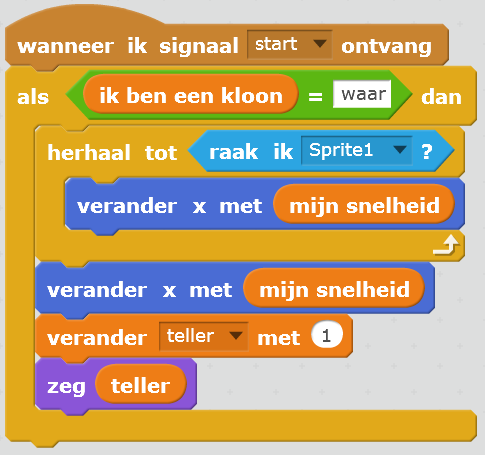 wanneer ik signaal start ontvang
als ik ben een kloon = waar dan
herhaal tot raak ik Sprite1 ?
verander x met mijn snelheid
verander x met mijn snelheid
verander teller met 1
zeg teller